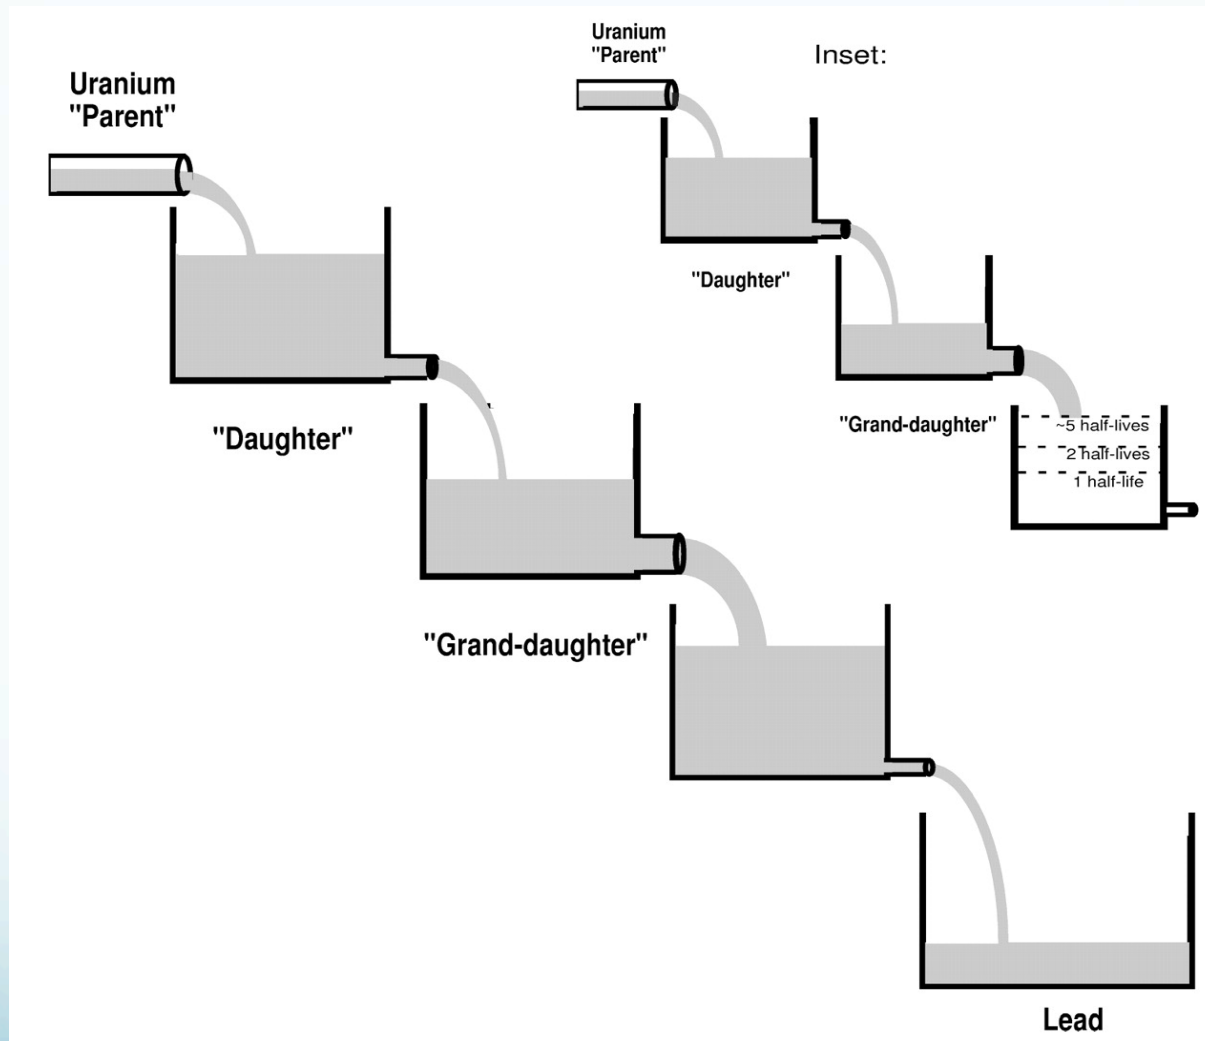 Uranium
"Parent"
"Daughter"
"Grand-daughter"
Lead
Inset:
Uranium
"Parent"
"Daughter"
"Grand-daughter"
~5 half-lives
2 half-lives
1 half-life